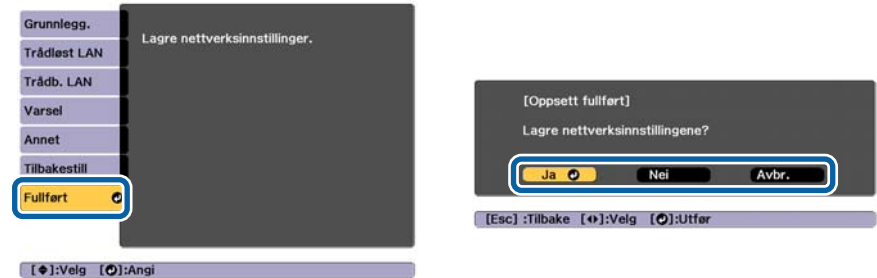 Grunnlegg.
Trådløst LAN
Trådb. LAN
Varsel
Annet
Tilbakestill
Fullført
Lagre nettverksinnstillinger.
[ ]:Velg [ ]:Angi
[Oppsett fullført]
Lagre nettverksinnstillingene?
Ja Nei Avbr.
[Esc] :Tilbake [ ]:Velg [ ]:Utfør